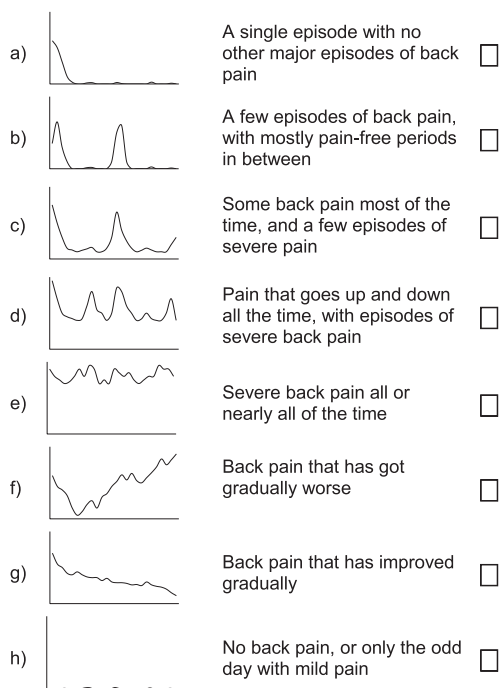 a) A single episode with no
other major episodes of back
pain
b) A few episodes of back pain,
with mostly pain-free periods
in between
c) Some back pain most of the
time, and a few episodes of
severe pain
d) Pain that goes up and down
all the time, with episodes of
severe back pain
e) Severe back pain all or
nearly all of the time
f) Back pain that has got
gradually worse
g) Back pain that has improved
gradually
h) No back pain, or only the odd
day with mild pain